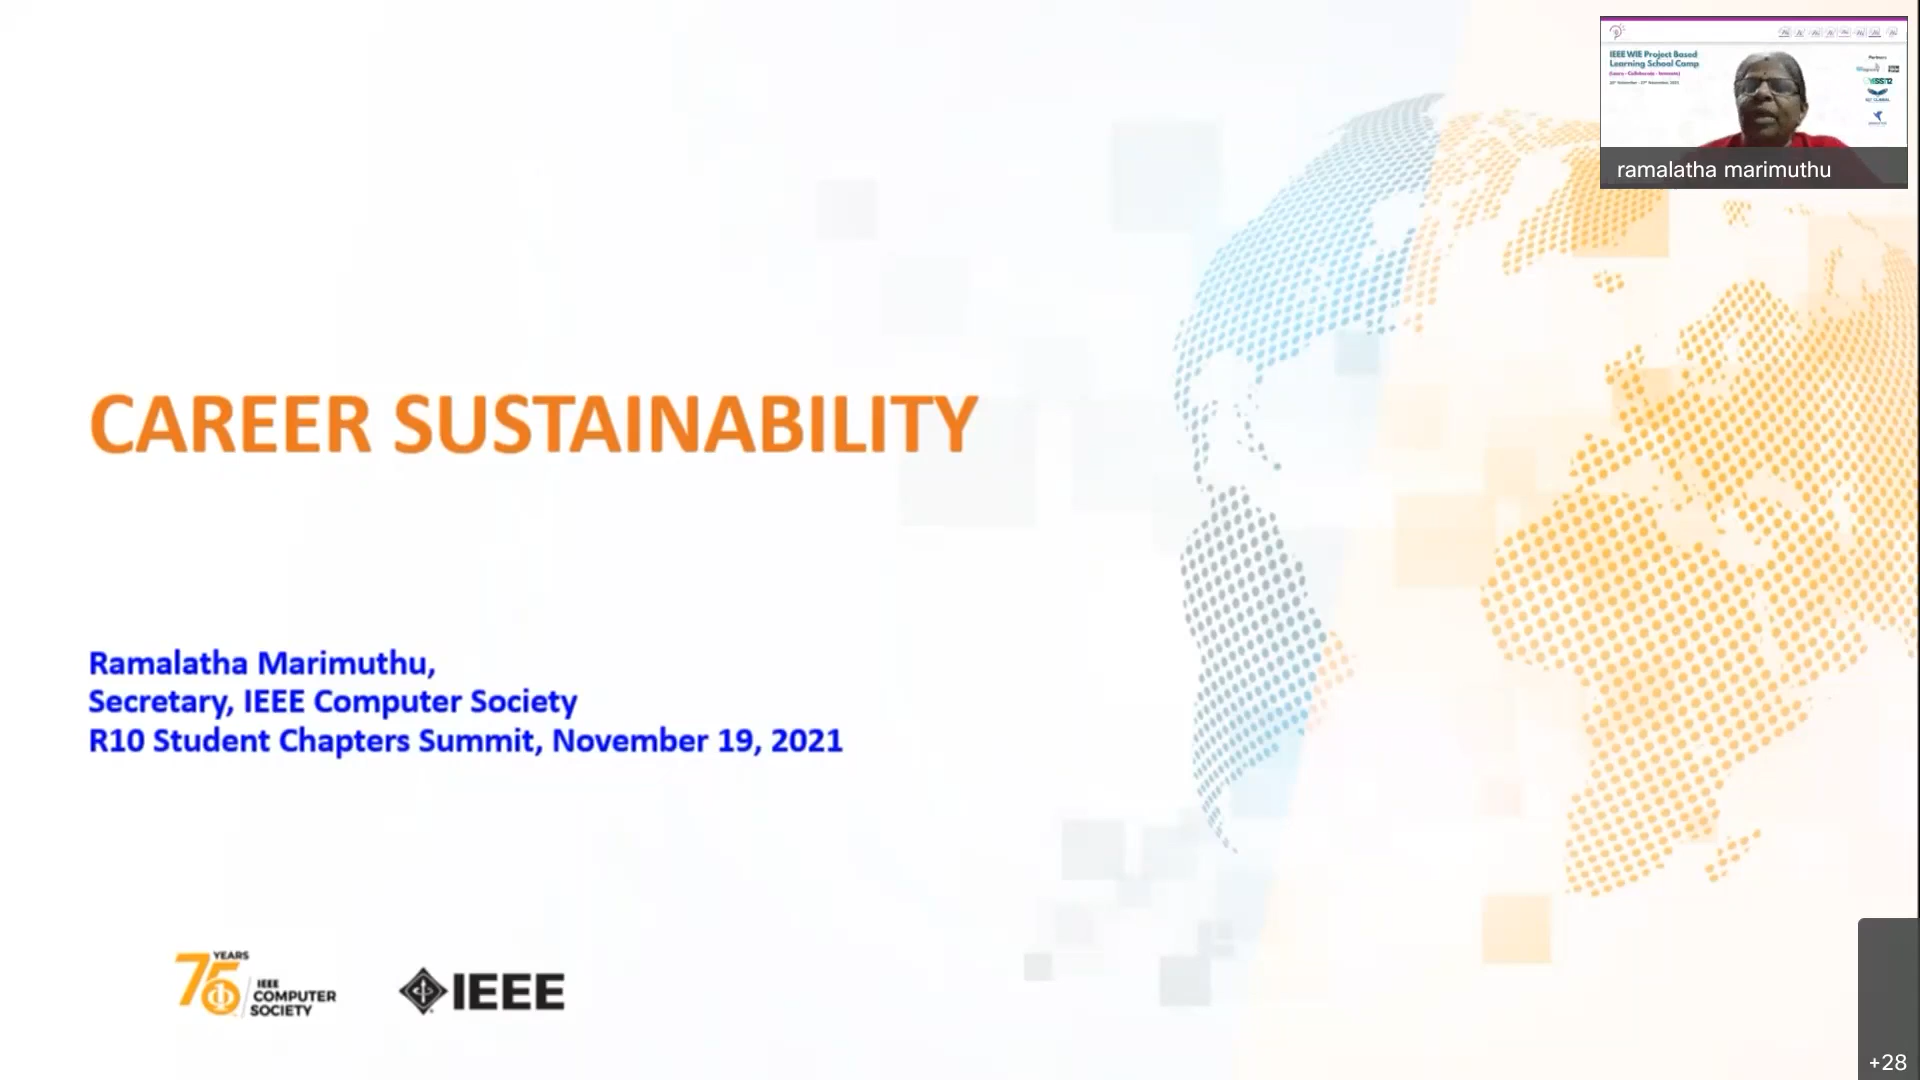 IEEE WIE Project Based
Learning School Camp
Partners
ramalatha marimuthu
CAREER SUSTAINABILITY
Ramalatha Marimuthu,
Secretary, IEEE Computer Society
R10 Student Chapters Summit, November 19, 2021
75 YEARS
IEEE
COMPUTER
SOCIETY
IEEE
+28